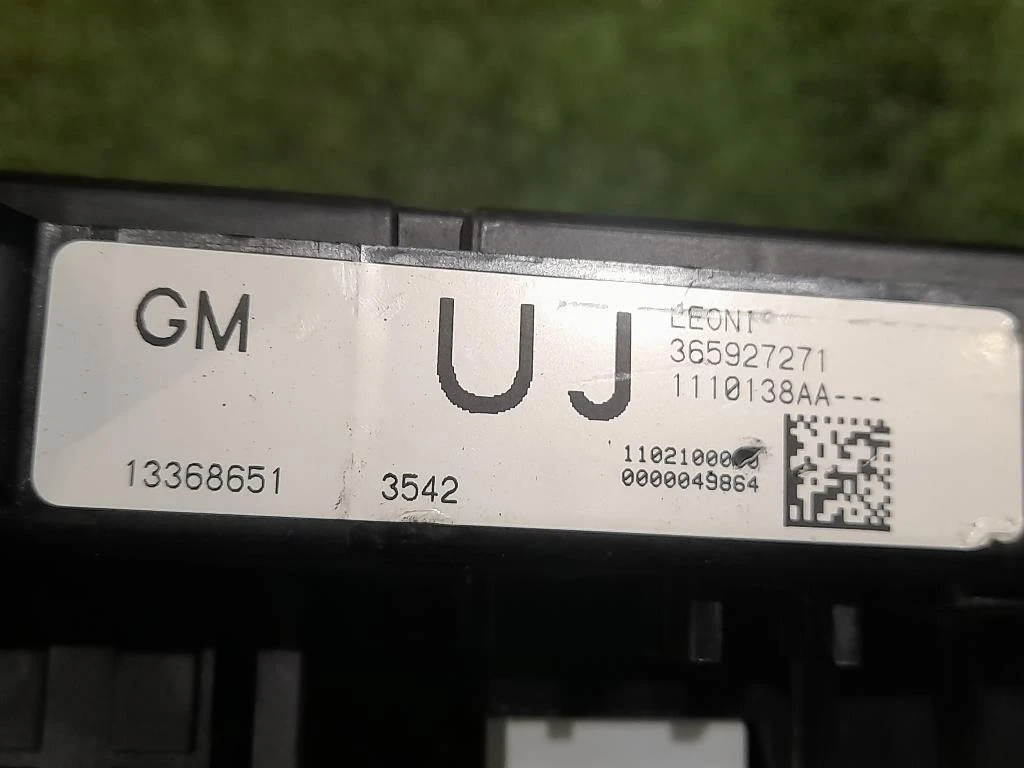 GM
UJ
LEONI
365927271
1110138AA---
13368651
3542
0000049864